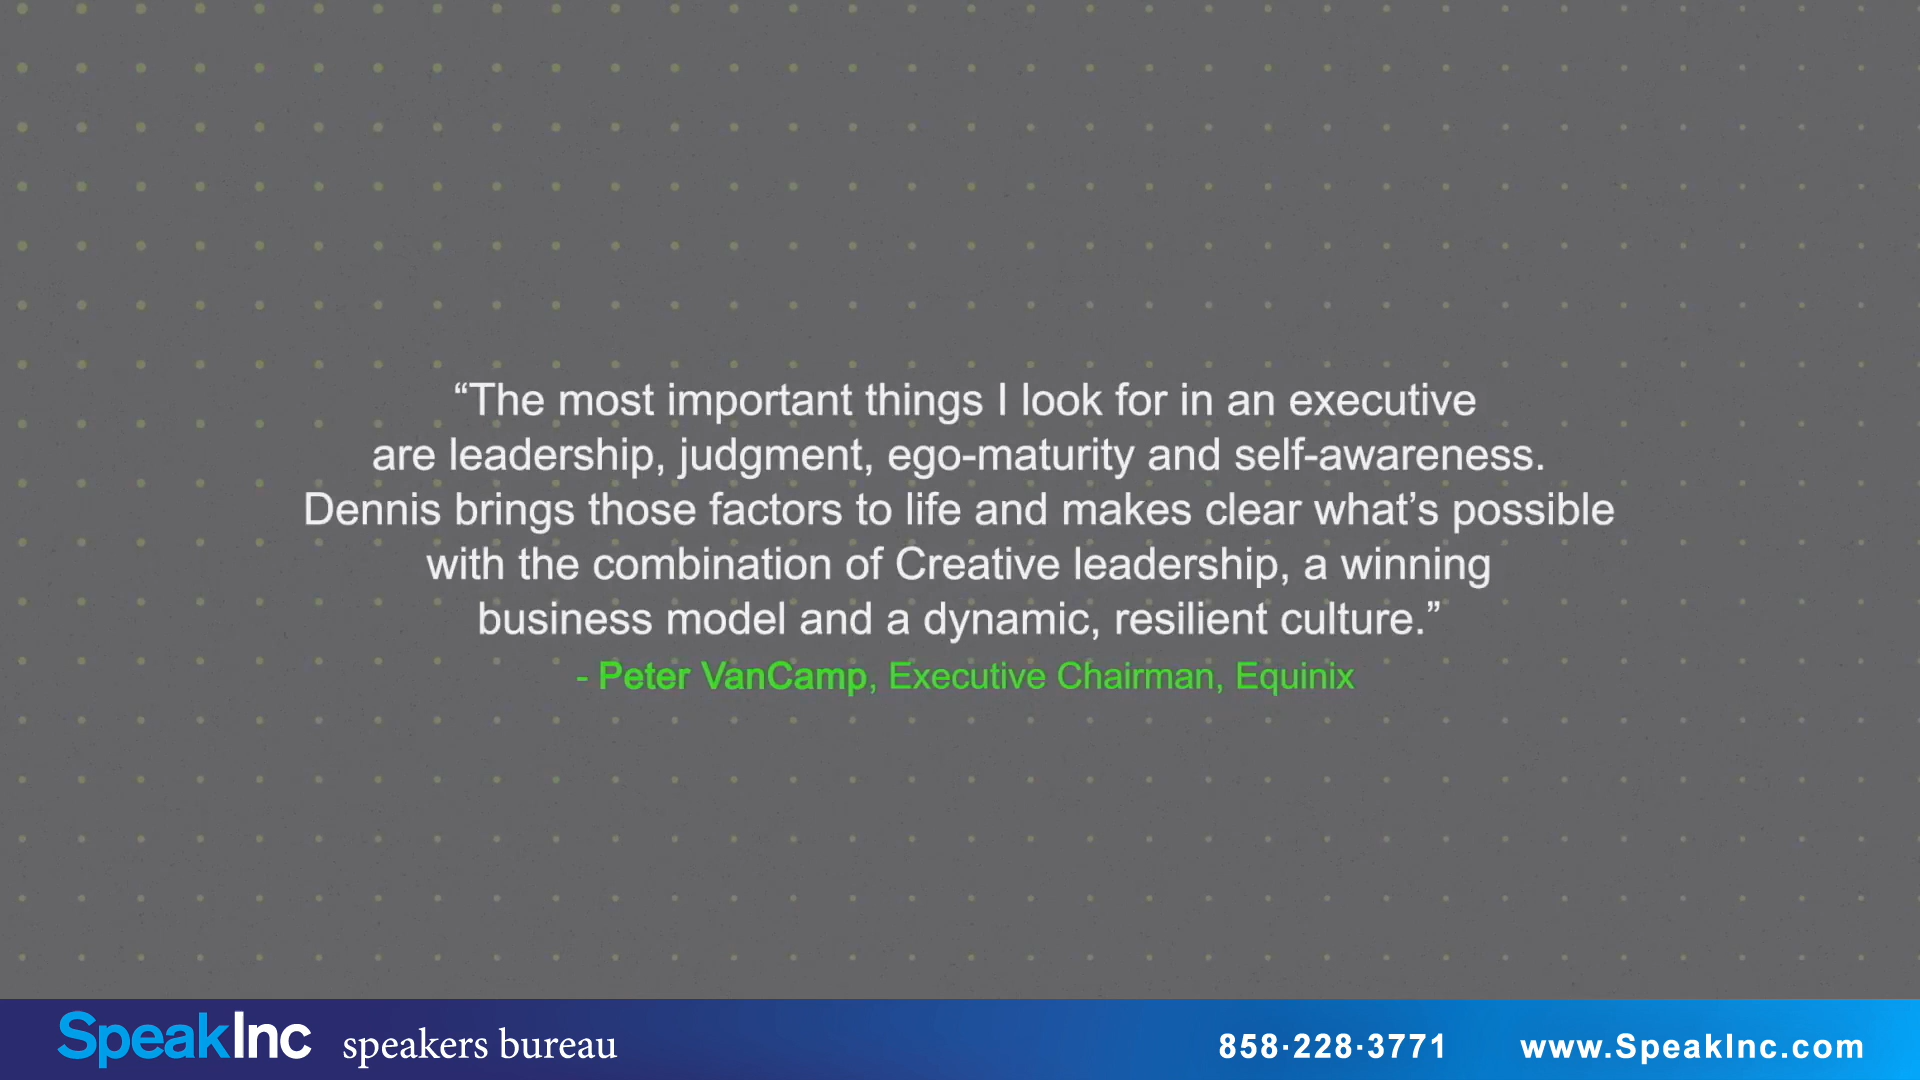 “The most important things I look for in an executive
are leadership, judgment, ego-maturity and self-awareness.
Dennis brings those factors to life and makes clear what’s possible
with the combination of Creative leadership, a winning
business model and a dynamic, resilient culture.”
- Peter VanCamp, Executive Chairman, Equinix
SpeakInc speakers bureau 858·228·3771 www.SpeakInc.com